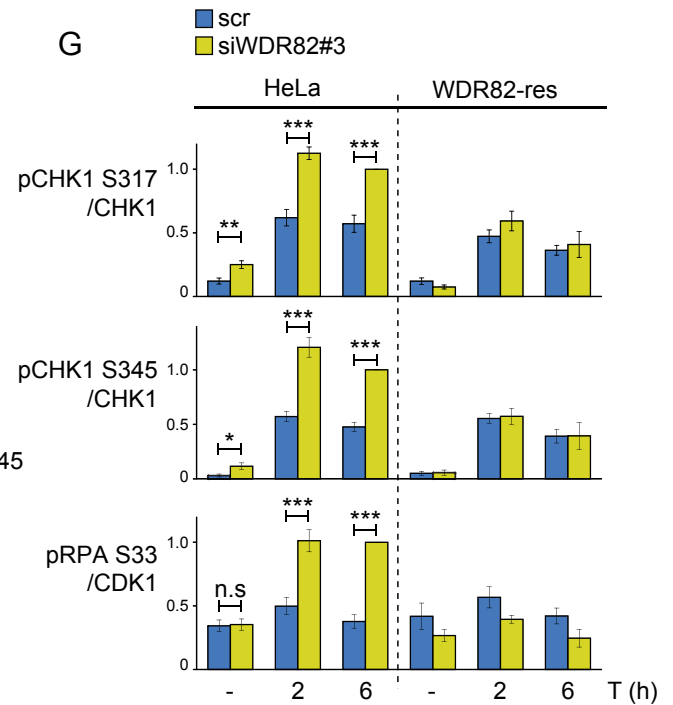 G
scr
siWDR82#3
HeLa
WDR82-res
pCHK1 S317
/CHK1
1.0
0.5
0
**
***
***
pCHK1 S345
/CHK1
1.0
0.5
0
*
***
***
45
pRPA S33
/CDK1
1.0
0.5
0
n.s
***
***
- 2 6 - 2 6 T (h)